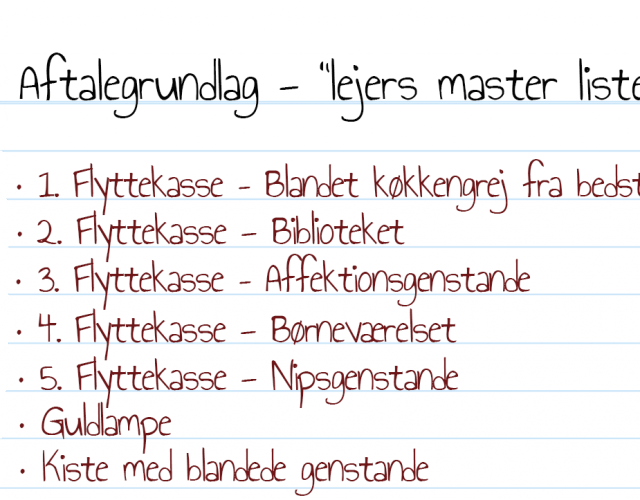 Aftalegrundlag - "lejers master liste
• 1. Flyttekasse - Blandet køkkengrej fra bedst
• 2. Flyttekasse - Biblioteket
• 3. Flyttekasse - Affektionsgenstande
• 4. Flyttekasse - Børneværelset
• 5. Flyttekasse - Nipsgenstande
• Guldlampe
• Kiste med blandede genstande